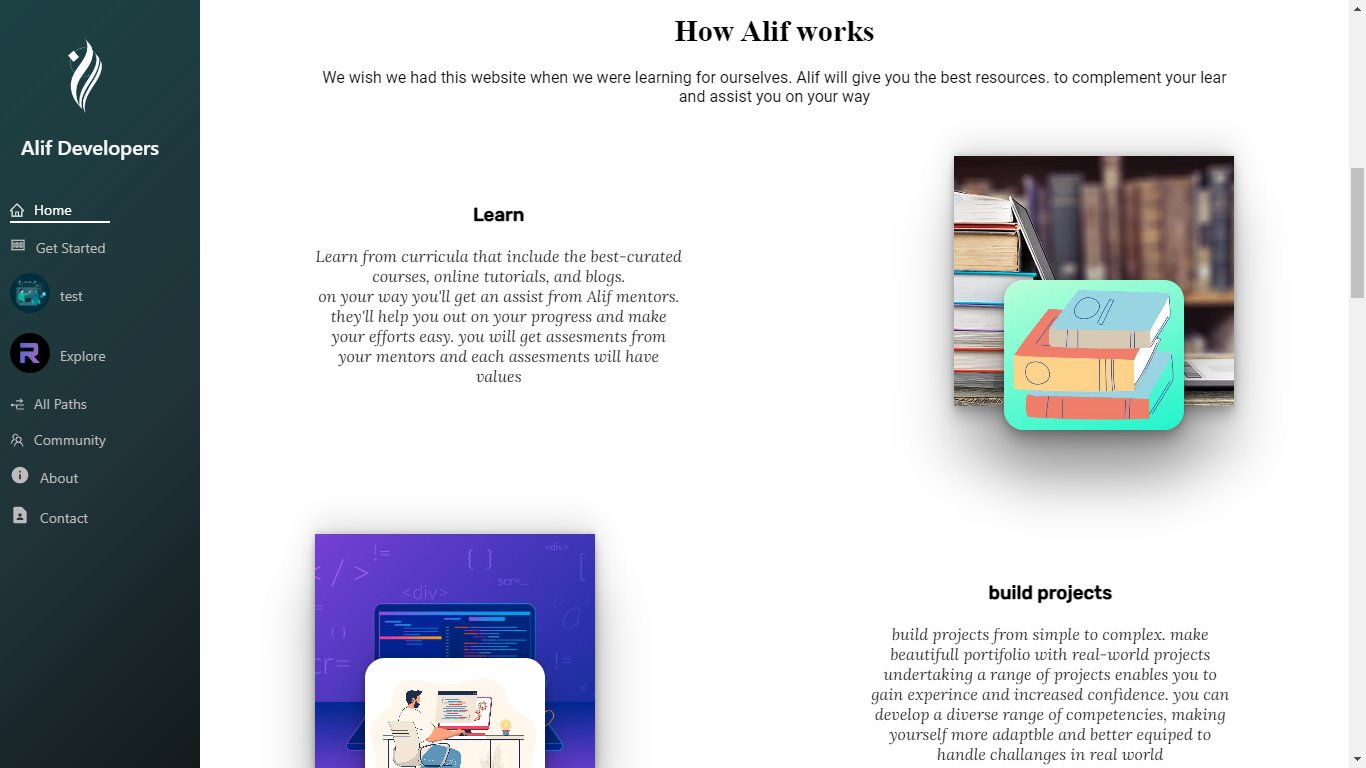 Alif Developers
Home
Get Started
test
Explore
All Paths
Community
About
Contact
How Alif works
We wish we had this website when we were learning for ourselves. Alif will give you the best resources. to complement your lear
and assist you on your way
Learn
Learn from curricula that include the best-curated
courses, online tutorials, and blogs.
on your way you'll get an assist from Alif mentors.
they'll help you out on your progress and make
your efforts easy. you will get assesments from
your mentors and each assesments will have
values
!=
{ }
<div>
</>
scr=...
[
<div>
{ }
cr=
!=
build projects
build projects from simple to complex. make
beautifull portifolio with real-world projects
undertaking a range of projects enables you to
gain experince and increased confidence. you can
develop a diverse range of competencies, making
yourself more adaptble and better equiped to
handle challanges in real world